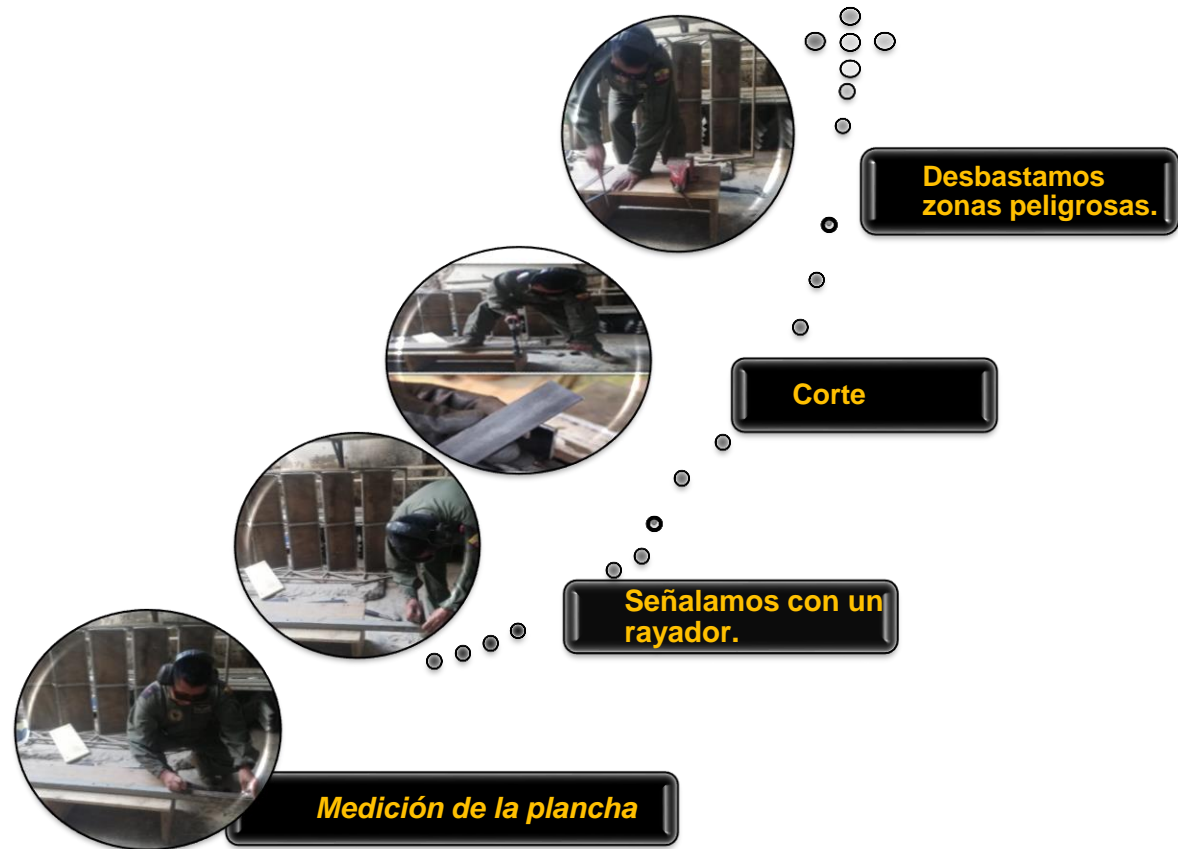 Desbastamos
zonas peligrosas.
Corte
Señalamos con un
rayador.
Medición de la plancha